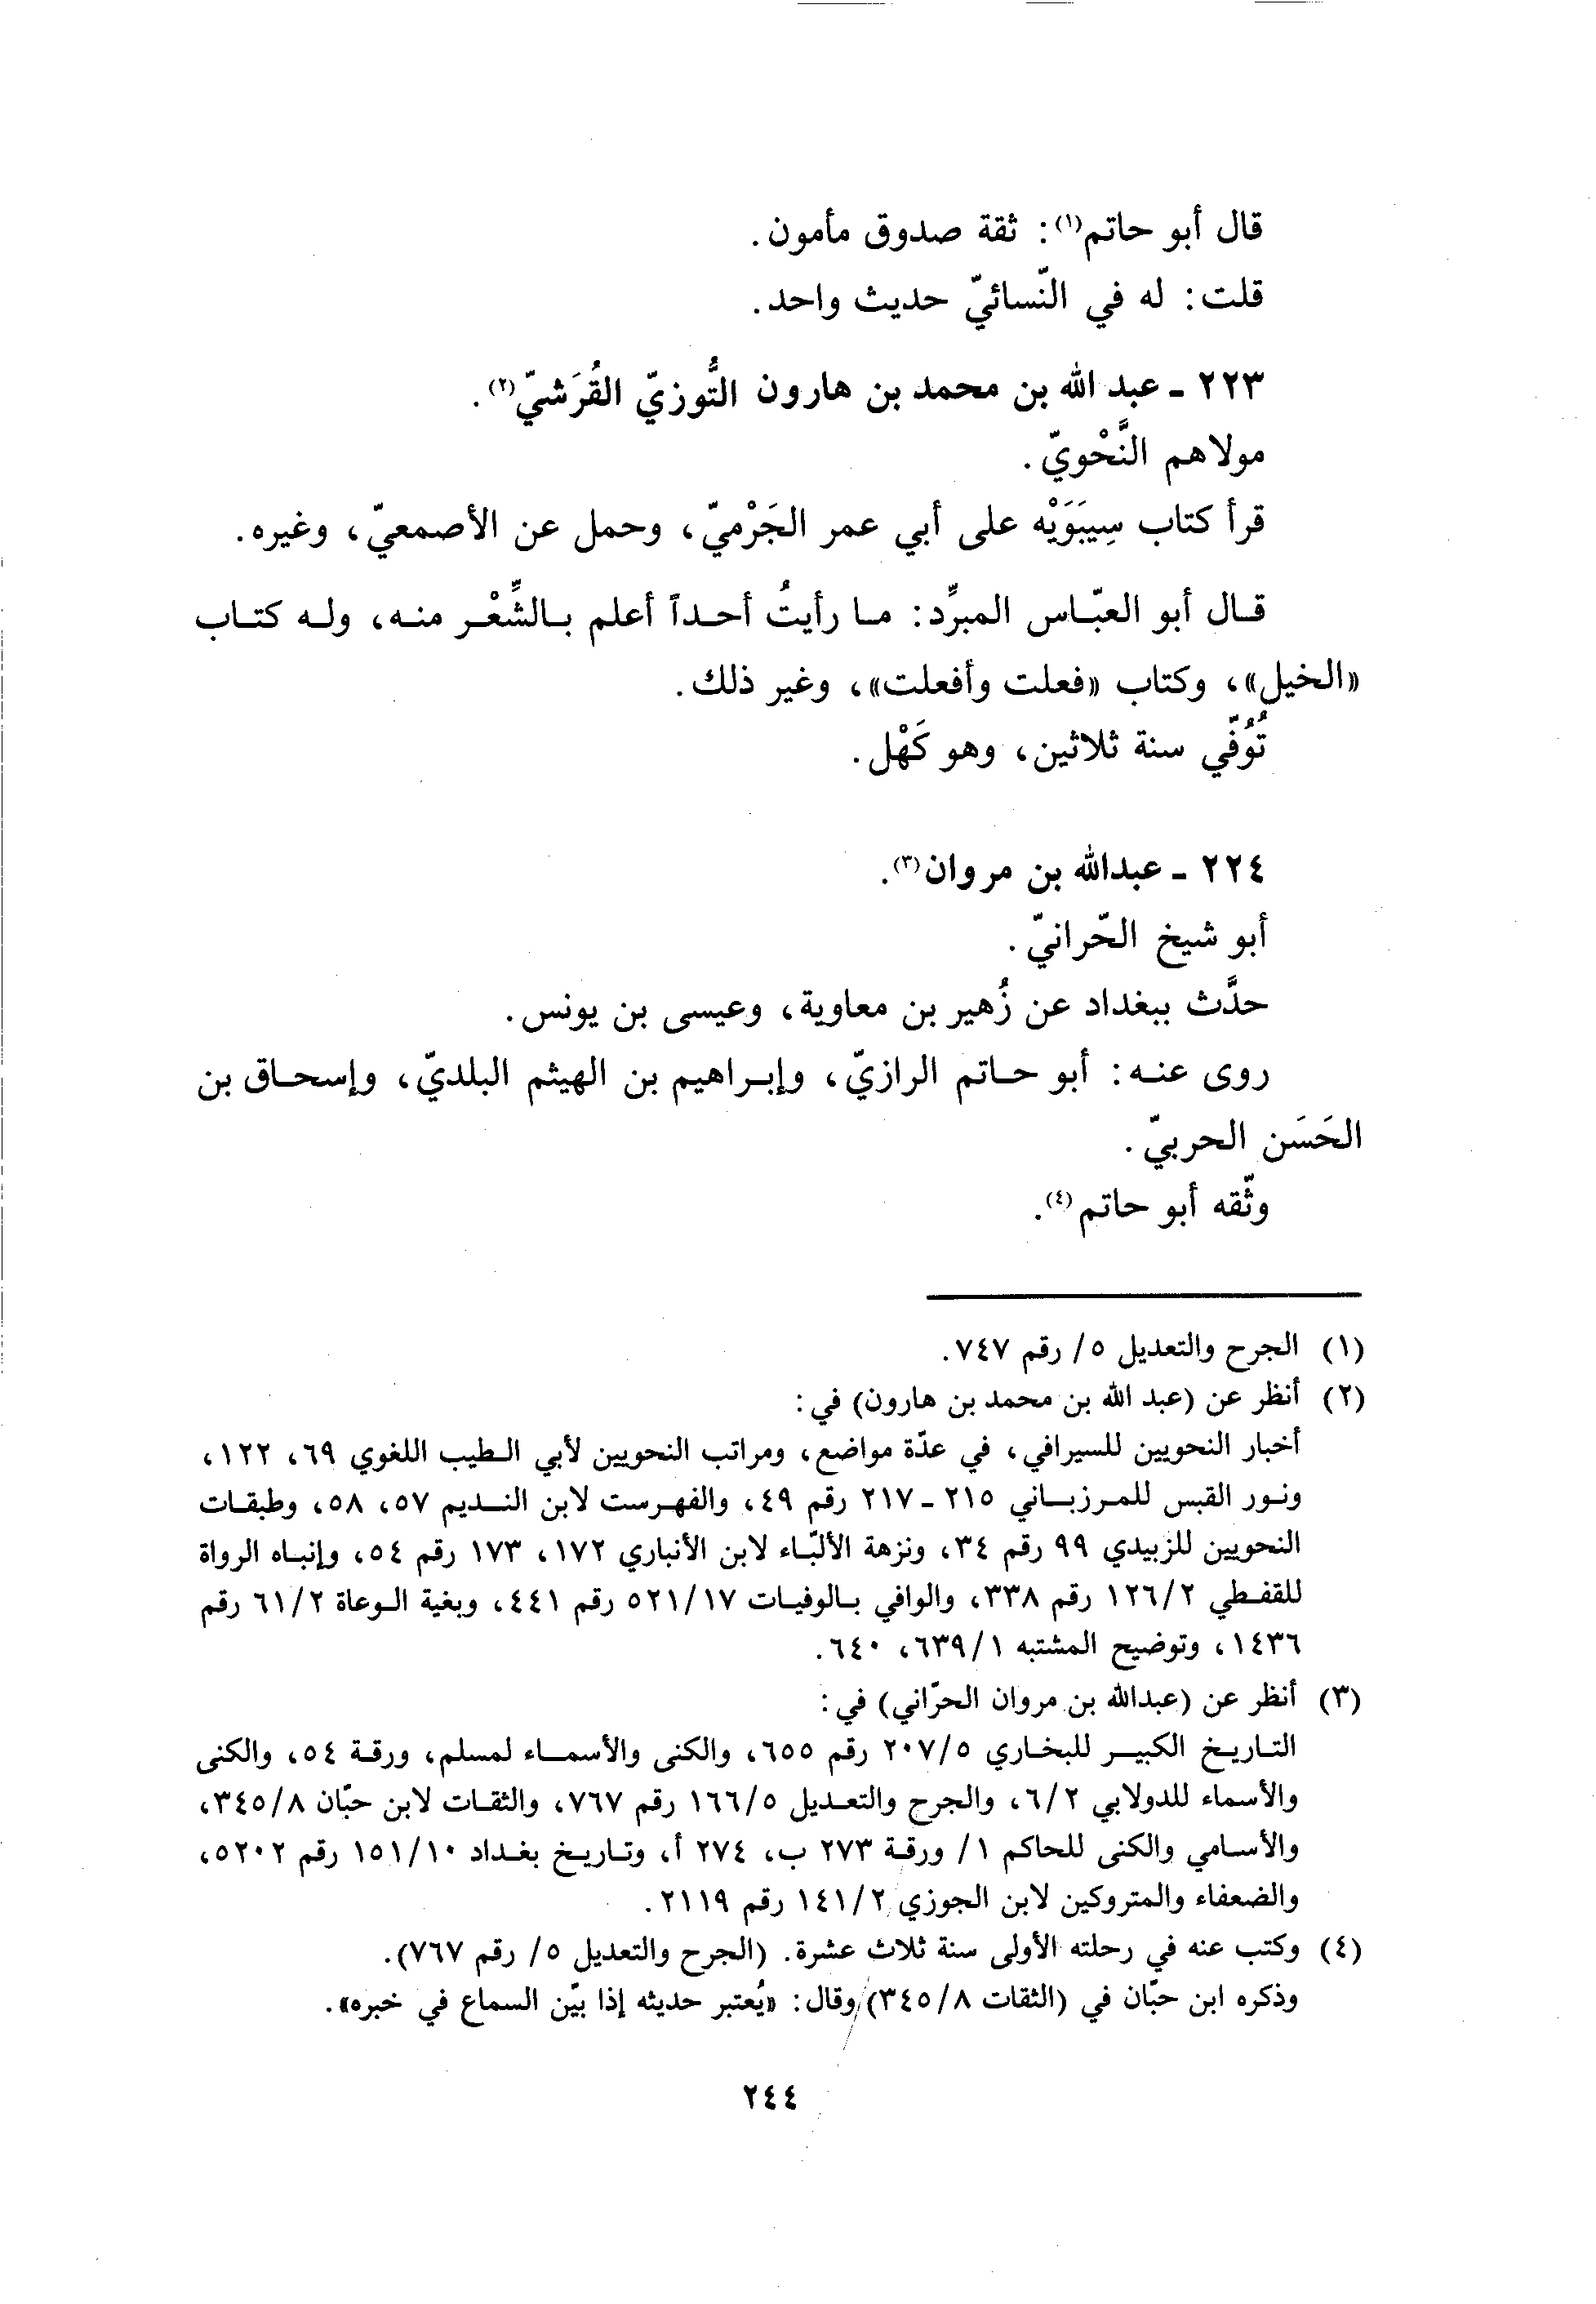 قال أبو حاتم(١): ثقة صدوق مأمون.
قلت: له في النّسائيّ حديث واحد.
٢٢٣ - عبد الله بن محمد بن هارون التُّوزيّ القُرَشيّ(٢).
مولاهم النَّحْويّ.
قرأ كتاب سِيبَوَيْه على أبي عمر الجَرْميّ، وحمل عن الأصمعيّ، وغيره.
قال أبو العبّاس المبرّد: ما رأيتُ أحداً أعلم بالشِّعْر منه، وله كتاب
«الخيل»، وكتاب «فعلت وأفعلت»، وغير ذلك.
تُوُفّي سنة ثلاثين، وهو كَهْل.
٢٢٤ - عبدالله بن مروان(٣).
أبو شيخ الحّرانيّ.
حدَّث ببغداد عن زُهير بن معاوية، وعيسى بن يونس.
روى عنه: أبو حاتم الرازيّ، وإبراهيم بن الهيثم البلديّ، وإسحاق بن
الحَسَن الحربيّ.
وثّقه أبو حاتم(٤).
(١) الجرح والتعديل ٥/ رقم ٧٤٧.
(٢) أنظر عن (عبد الله بن محمد بن هارون) في:
أخبار النحويين للسيرافي، في عدّة مواضع، ومراتب النحويين لأبي الطيب اللغوي ٦٩، ١٢٢،
ونور القبس للمرزباني ٢١٥ - ٢١٧ رقم ٤٩، والفهرست لابن النديم ٥٧، ٥٨، وطبقات
النحويين للزبيدي ٩٩ رقم ٣٤، ونزهة الألبّاء لابن الأنباري ١٧٢، ١٧٣ رقم ٥٤، وإنباه الرواة
للقفطي ١٢٦/٢ رقم ٣٣٨، والوافي بالوفيات ٥٢١/١٧ رقم ٤٤١، وبغية الوعاة ٦١/٢ رقم
١٤٣٦، وتوضيح المشتبه ٦٣٩/١، ٦٤٠.
(٣) أنظر عن (عبدالله بن مروان الحرّاني) في:
التاريخ الكبير للبخاري ٢٠٧/٥ رقم ٦٥٥، والكنى والأسماء لمسلم، ورقة ٥٤، والكنى
والأسماء للدولابي ٦/٢، والجرح والتعديل ١٦٦/٥ رقم ٧٦٧، والثقات لابن حبّان ٣٤٥/٨،
والأسامي والكنى للحاكم ١/ ورقة ٢٧٣ ب، ٢٧٤ أ، وتاريخ بغداد ١٥١/١٠ رقم ٥٢٠٢،
والضعفاء والمتروكين لابن الجوزي ١٤١/٢ رقم ٢١١٩.
(٤) وكتب عنه في رحلته الأولى سنة ثلاث عشرة. (الجرح والتعديل ٥/ رقم ٧٦٧).
وذكره ابن حبّان في (الثقات ٣٤٥/٨) وقال: «يُعتبر حديثه إذا بيّن السماع في خبره».
٢٤٤